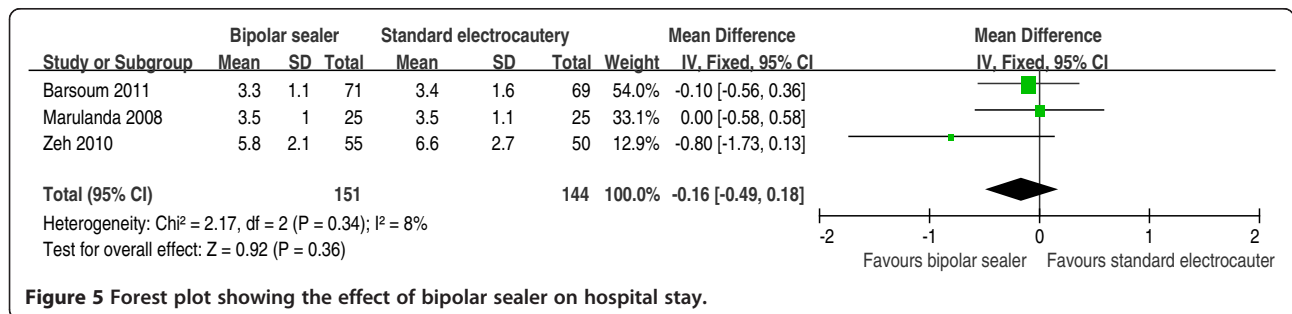 Bipolar sealer Standard electrocautery Mean Difference Mean Difference
Study or Subgroup Mean SD Total Mean SD Total Weight IV, Fixed, 95% CI IV, Fixed, 95% CI
Barsoum 2011 3.3 1.1 71 3.4 1.6 69 54.0% -0.10 [-0.56, 0.36]
Marulanda 2008 3.5 1 25 3.5 1.1 25 33.1% 0.00 [-0.58, 0.58]
Zeh 2010 5.8 2.1 55 6.6 2.7 50 12.9% -0.80 [-1.73, 0.13]
Total (95% CI) 151 144 100.0% -0.16 [-0.49, 0.18]
Heterogeneity: Chi² = 2.17, df = 2 (P = 0.34); I² = 8%
Test for overall effect: Z = 0.92 (P = 0.36)
-2 -1 0 1 2
Favours bipolar sealer Favours standard electrocauter
Figure 5 Forest plot showing the effect of bipolar sealer on hospital stay.